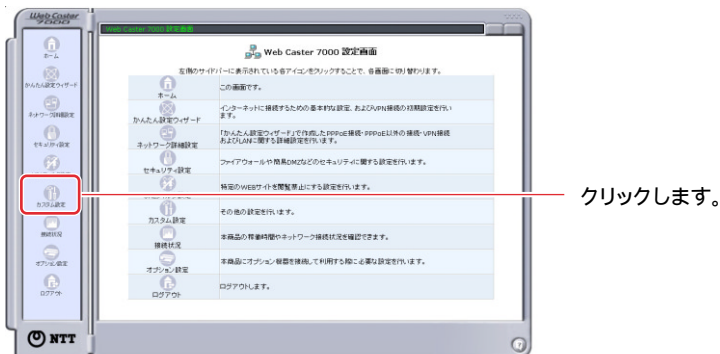 Web Caster
7000
Web Caster 7000 設定画面
Web Caster 7000 設定画面
左側のサイドバーに表示されている各アイコンをクリックすることで、各画面に切り替わります。
ホーム
この画面です。
かんたん設定ウィザード
インターネットに接続するための基本的な設定、およびVPN接続の初期設定を行い
ます。
ネットワーク詳細設定
「かんたん設定ウィザード」で作成したPPPoE接続・PPPoE以外の接続・VPN接続
およびLANに関する詳細設定を行います。
セキュリティ設定
ファイアウォールや簡易DMZなどのセキュリティに関する設定を行います。
特定のWEBサイトを閲覧禁止にする設定を行います。
カスタム設定
その他の設定を行います。
接続状況
本商品の稼働時間やネットワーク接続状況を確認できます。
オプション設定
本商品にオプション機器を接続して利用する際に必要な設定を行います。
ログアウト
ログアウトします。
ホーム
かんたん設定ウィザード
ネットワーク詳細設定
セキュリティ設定
カスタム設定
接続状況
オプション設定
ログアウト
NTT
クリックします。